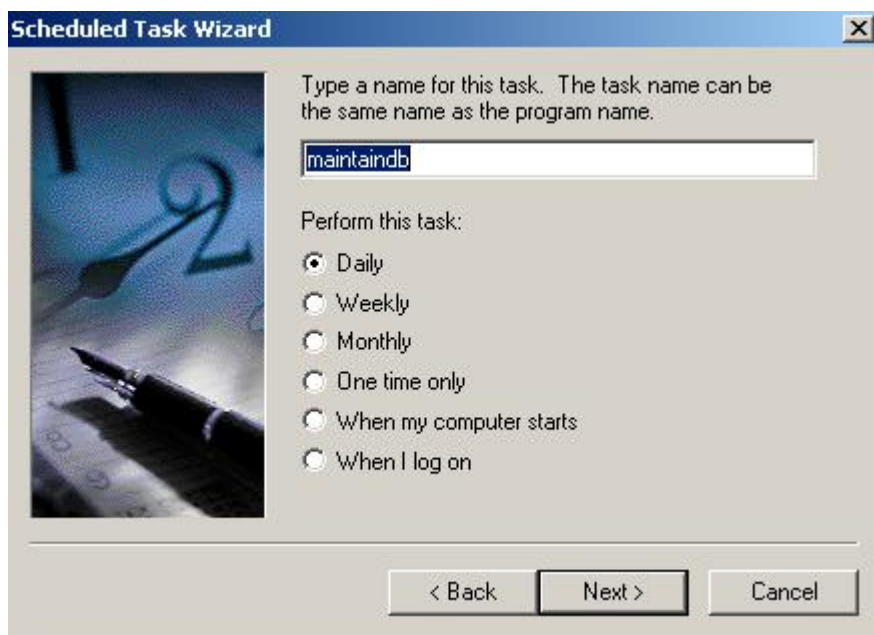 Scheduled Task Wizard
Type a name for this task. The task name can be
the same name as the program name.
maintaindb
Perform this task:
Daily
Weekly
Monthly
One time only
When my computer starts
When I log on
< Back
Next >
Cancel
2